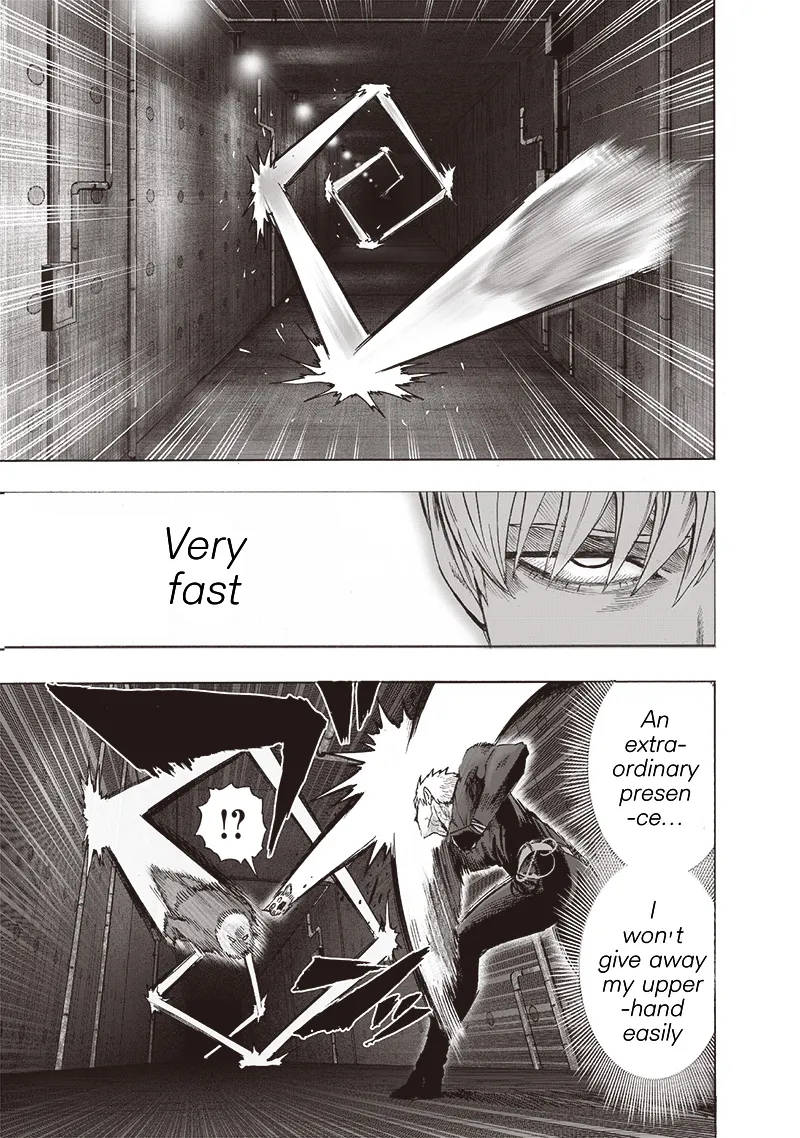 Very
fast
An
extra-
ordinary
presen
-ce...
!?
I
won't
give away
my upper
-hand
easily